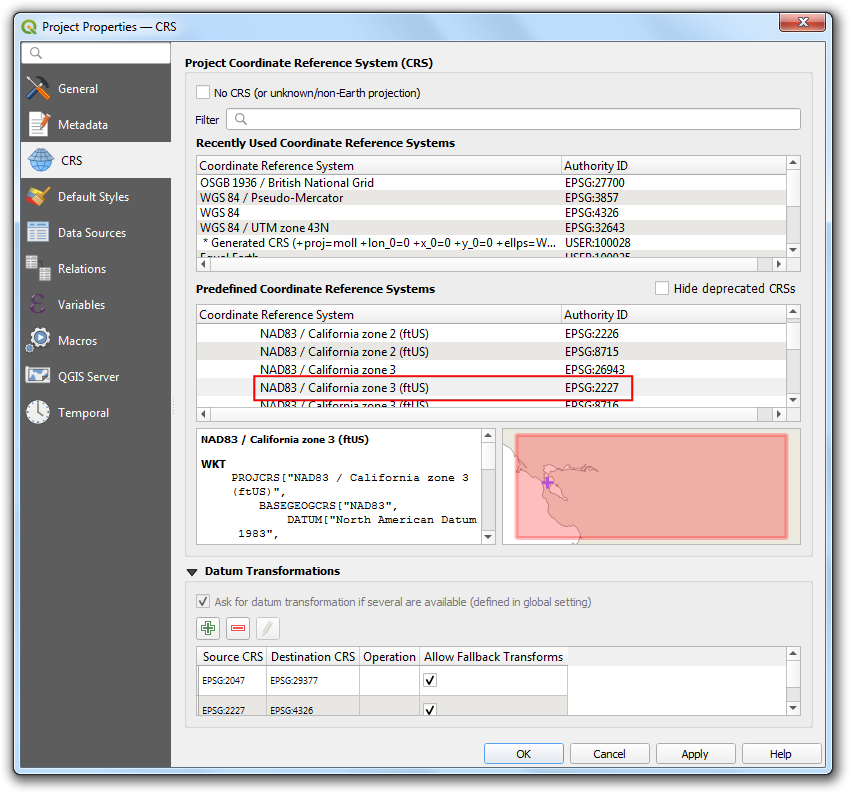 Project Properties — CRS
General
Metadata
CRS
Default Styles
Data Sources
Relations
Variables
Macros
QGIS Server
Temporal
Project Coordinate Reference System (CRS)
No CRS (or unknown/non-Earth projection)
Filter
Recently Used Coordinate Reference Systems
Coordinate Reference System Authority ID
OSGB 1936 / British National Grid EPSG:27700
WGS 84 / Pseudo-Mercator EPSG:3857
WGS 84 EPSG:4326
WGS 84 / UTM zone 43N EPSG:32643
* Generated CRS (+proj=moll +lon_0=0 +x_0=0 +y_0=0 +ellps=W... USER:100028
Equal Earth USER:100025
Predefined Coordinate Reference Systems Hide deprecated CRSs
Coordinate Reference System Authority ID
NAD83 / California zone 2 (ftUS) EPSG:2226
NAD83 / California zone 2 (ftUS) EPSG:8715
NAD83 / California zone 3 EPSG:26943
NAD83 / California zone 3 (ftUS) EPSG:2227
NAD83 / California zone 3 (ftUS) EPSG:8716
NAD83 / California zone 3 (ftUS)
WKT
PROJCRS["NAD83 / California zone 3
(ftUS)",
BASEGEOGCRS["NAD83",
DATUM["North American Datum
1983",
Datum Transformations
Ask for datum transformation if several are available (defined in global setting)
Source CRS Destination CRS Operation Allow Fallback Transforms
EPSG:2047 EPSG:29377
EPSG:2227 EPSG:4326
OK Cancel Apply Help